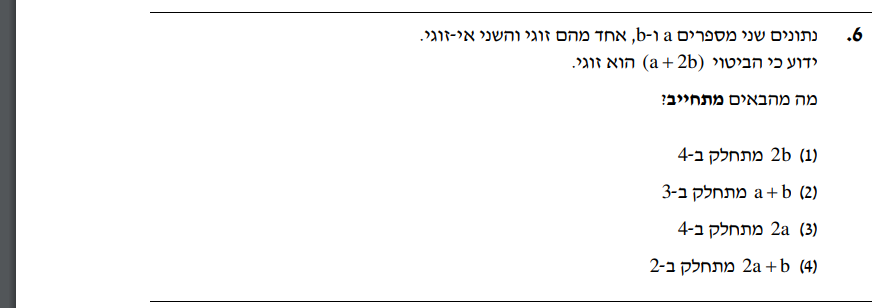 6. נתונים שני מספרים a ו-b, אחד מהם זוגי והשני אי-זוגי.
ידוע כי הביטוי (a + 2b) הוא זוגי.
מה מהבאים מתחייב?
(1) 2b מתחלק ב-4
(2) a + b מתחלק ב-3
(3) 2a מתחלק ב-4
(4) 2a + b מתחלק ב-2